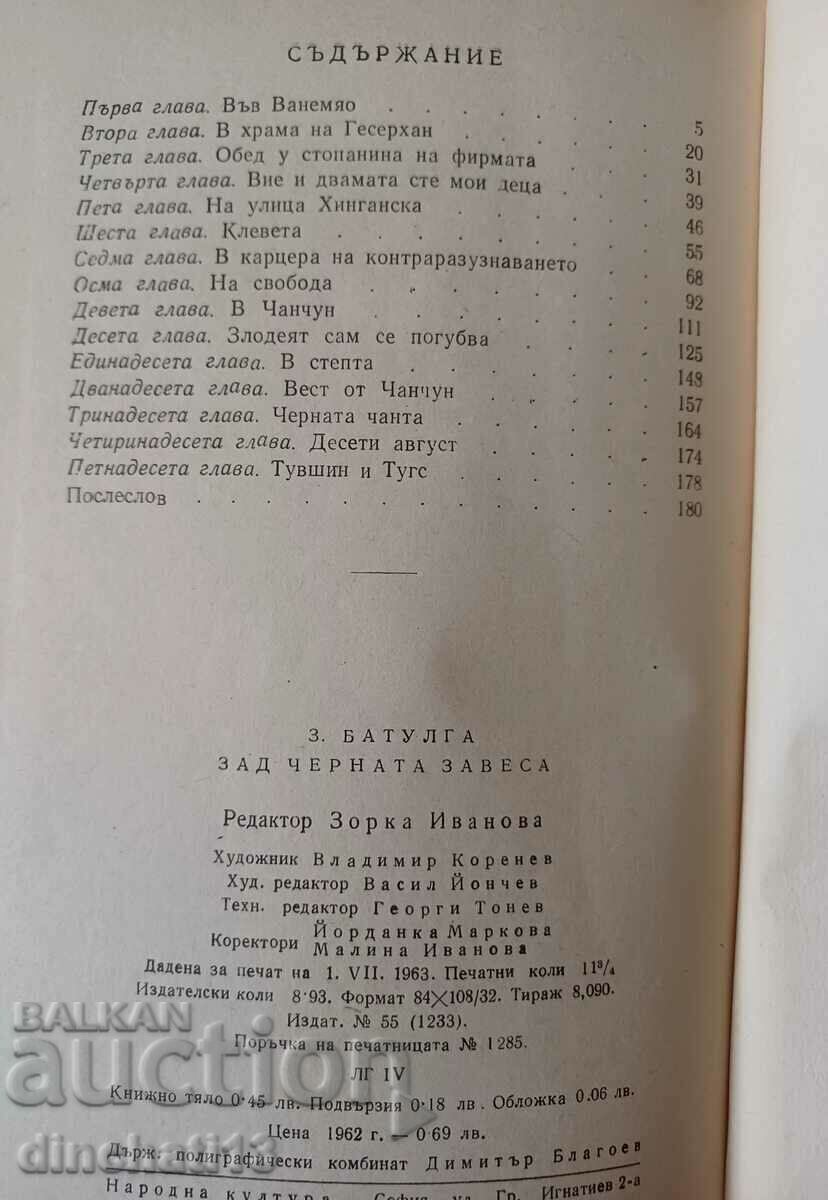 СЪДЪРЖАНИЕ
Първа глава. Във Ванемяо . . . . . . 5
Втора глава. В храма на Гесерхан . . . . 20
Трета глава. Обед у стопанина на фирмата . . 31
Четвърта глава. Вие и двамата сте мои деца . . 39
Пета глава. На улица Хинганска . . . . . 46
Шеста глава. Клевета . . . . . . . 55
Седма глава. В карцера на контраразузнаването . 68
Осма глава. На свобода . . . . . . . 92
Девета глава. В Чанчун . . . . . . . 111
Десета глава. Злодеят сам се погубва . . . 125
Единадесета глава. В степта . . . . . . 148
Дванадесета глава. Вест от Чанчун . . . . 157
Тринадесета глава. Черната чанта . . . . . 164
Четиринадесета глава. Десети август . . . . 174
Петнадесета глава. Тувшин и Тугс . . . . . 178
Послеслов . . . . . . . . . . . 180
З. БАТУЛГА
ЗАД ЧЕРНАТА ЗАВЕСА
Редактор Зорка Иванова
Художник Владимир Коренев
Худ. редактор Васил Йончев
Техн. редактор Георги Тонев
Коректори Йорданка Маркова
Малина Иванова
Дадена за печат на 1. VII. 1963. Печатни коли 11³/₄
Издателски коли 8·93. Формат 84×108/32. Тираж 8,090.
Издат. № 55 (1233).
Поръчка на печатницата № 1285.
ЛГ IV
Книжно тяло 0·45 лв. Подвързия 0·18 лв. Обложка 0.06 лв.
Цена 1962 г. — 0·69 лв.
Държ. полиграфически комбинат Димитър Благоев
Народна култура София ул. Гр. Игнатиев 2-а
BALKAN
auction
dinchati13